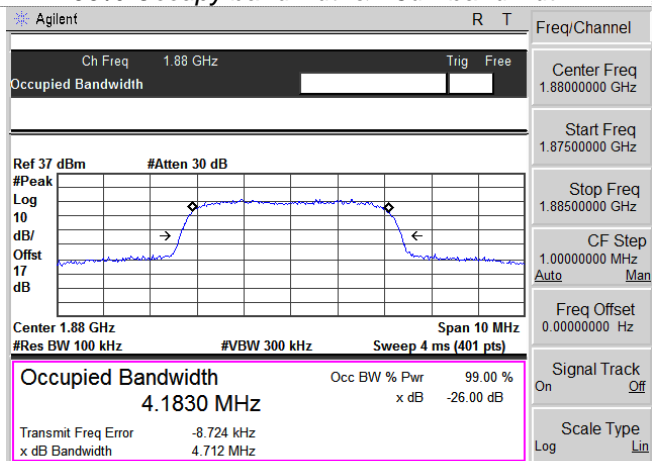 Agilent R T
Freq/Channel
Ch Freq 1.88 GHz Trig Free
Occupied Bandwidth
Center Freq
1.88000000 GHz
Start Freq
1.87500000 GHz
Ref 37 dBm #Atten 30 dB
#Peak
Log
10
dB/
Offst
17
dB
Stop Freq
1.88500000 GHz
CF Step
1.00000000 MHz
Auto Man
Freq Offset
0.00000000 Hz
Center 1.88 GHz Span 10 MHz
#Res BW 100 kHz #VBW 300 kHz Sweep 4 ms (401 pts)
Occupied Bandwidth Occ BW % Pwr 99.00 %
4.1830 MHz x dB -26.00 dB
Transmit Freq Error -8.724 kHz
x dB Bandwidth 4.712 MHz
Signal Track
On Off
Scale Type
Log Lin